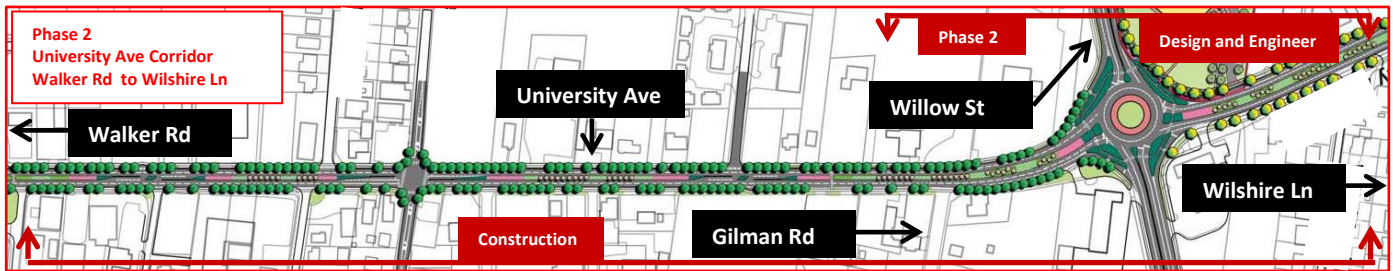 Phase 2
University Ave Corridor
Walker Rd  to Wilshire Ln
Phase 2
Design and Engineer
University Ave
Willow St
Walker Rd
Wilshire Ln
Construction
Gilman Rd